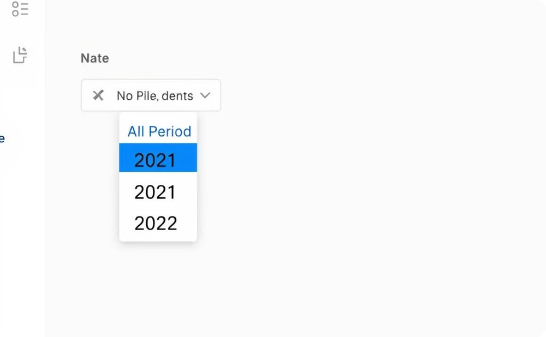 Nate
No Pile, dents
All Period
2021
2021
2022
e